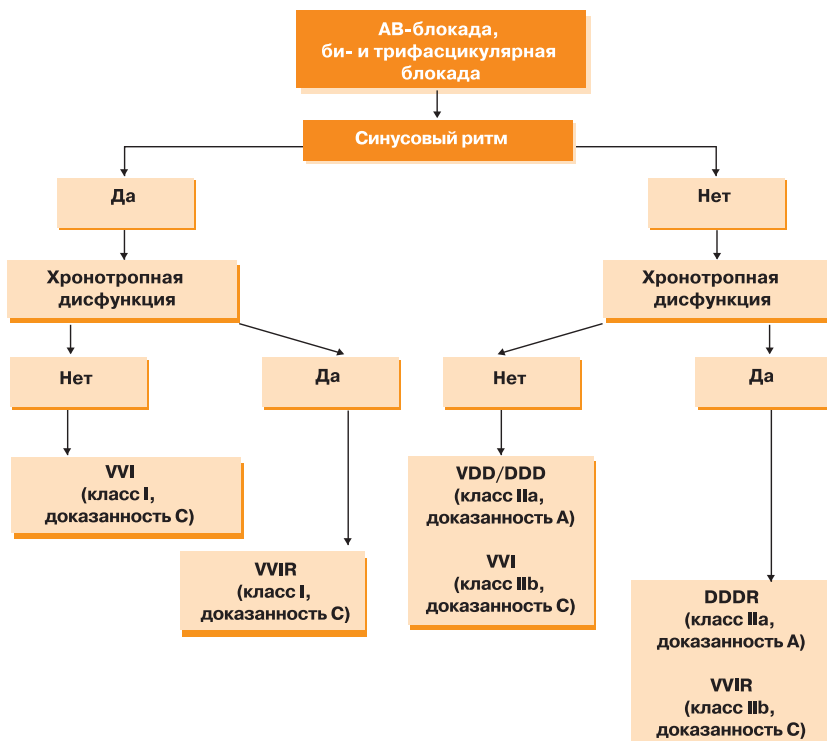 АВ-блокада,
би- и трифасцикулярная
блокада
Синусовый ритм
Да
Нет
Хронотропная
дисфункция
Хронотропная
дисфункция
Нет
Да
Нет
Да
VVI
(класс I,
доказанность С)
VDD/DDD
(класс IIa,
доказанность А)
VVI
(класс IIb,
доказанность С)
VVIR
(класс I,
доказанность С)
DDDR
(класс IIa,
доказанность А)
VVIR
(класс IIb,
доказанность С)